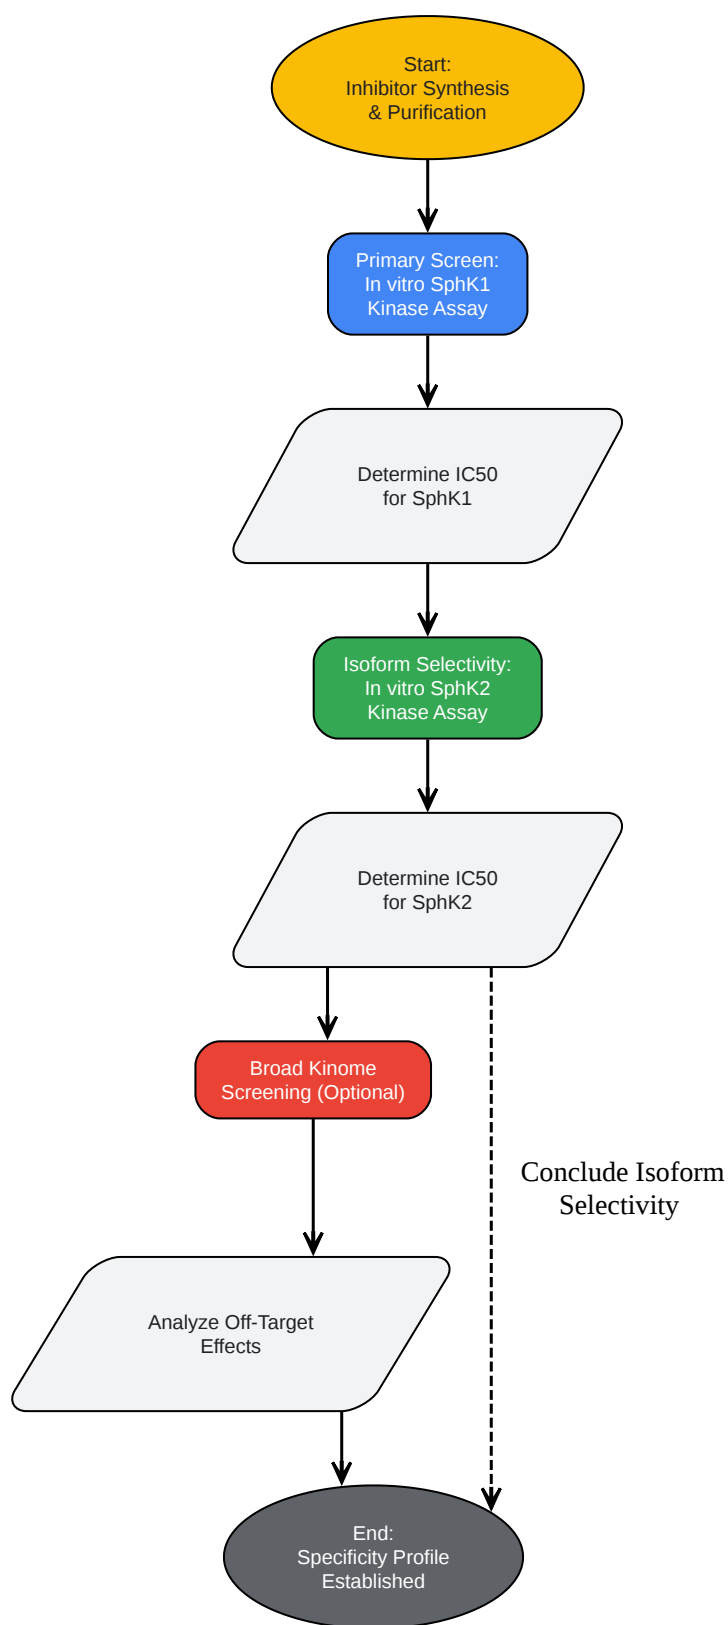 Start:
Inhibitor Synthesis
& Purification
Primary Screen:
In vitro SphK1
Kinase Assay
Determine IC50
for SphK1
Isoform Selectivity:
In vitro SphK2
Kinase Assay
Determine IC50
for SphK2
Broad Kinome
Screening (Optional)
Conclude Isoform
Selectivity
Analyze Off-Target
Effects
End:
Specificity Profile
Established